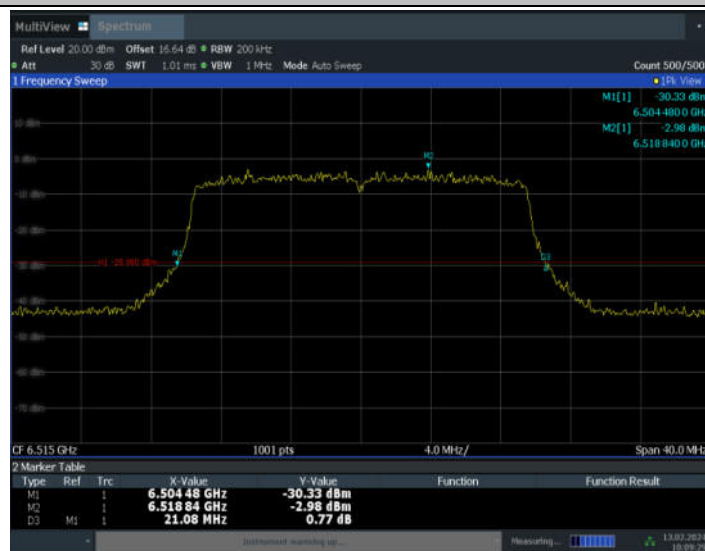 MultiView Spectrum
Ref Level 20.00 dBm Offset 16.64 dB RBW 200 kHz
Att 30 dB SWT 1.01 ms VBW 1 MHz Mode Auto Sweep Count 500/500
1 Frequency Sweep 1Pk View
M1[1] -30.33 dBm
6.504 480 0 GHz
M2[1] -2.98 dBm
6.518 840 0 GHz
M2
M1
D3
CF 6.515 GHz 1001 pts 4.0 MHz/ Span 40.0 MHz
2 Marker Table
Type Ref Trc X-Value Y-Value Function Function Result
M1 1 6.504 48 GHz -30.33 dBm
M2 1 6.518 84 GHz -2.98 dBm
D3 M1 1 21.08 MHz 0.77 dB
Instrument warming up... Measuring...